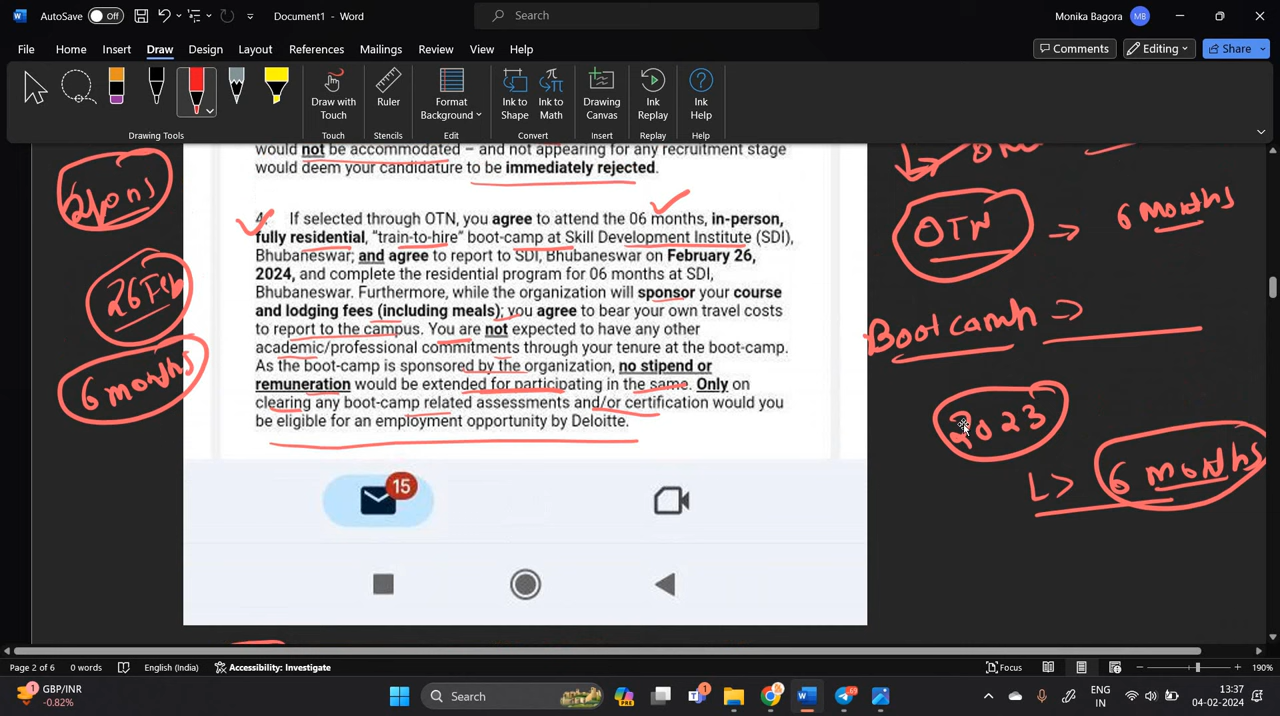 AutoSave Off Document1 - Word Search Monika Bagora MB
File Home Insert Draw Design Layout References Mailings Review View Help Comments Editing Share
Draw with Touch Ruler Format Background Ink to Shape Ink to Math Drawing Canvas Ink Replay Ink Help
Drawing Tools Touch Stencils Edit Convert Insert Replay Help
would not be accommodated – and not appearing for any recruitment stage
would deem your candidature to be immediately rejected.
4. If selected through OTN, you agree to attend the 06 months, in-person,
fully residential, "train-to-hire" boot-camp at Skill Development Institute (SDI),
Bhubaneswar; and agree to report to SDI, Bhubaneswar on February 26,
2024, and complete the residential program for 06 months at SDI,
Bhubaneswar. Furthermore, while the organization will sponsor your course
and lodging fees (including meals); you agree to bear your own travel costs
to report to the campus. You are not expected to have any other
academic/professional commitments through your tenure at the boot-camp.
As the boot-camp is sponsored by the organization, no stipend or
remuneration would be extended for participating in the same. Only on
clearing any boot-camp related assessments and/or certification would you
be eligible for an employment opportunity by Deloitte.
15
26 Feb
6 months
OTN → 6 months
Bootcamp ⇒
2023
6 months
Page 2 of 6 0 words English (India) Accessibility: Investigate Focus 190%
1 GBP/INR
-0.82%
Search PRE 1 69 ENG
IN 13:37
04-02-2024